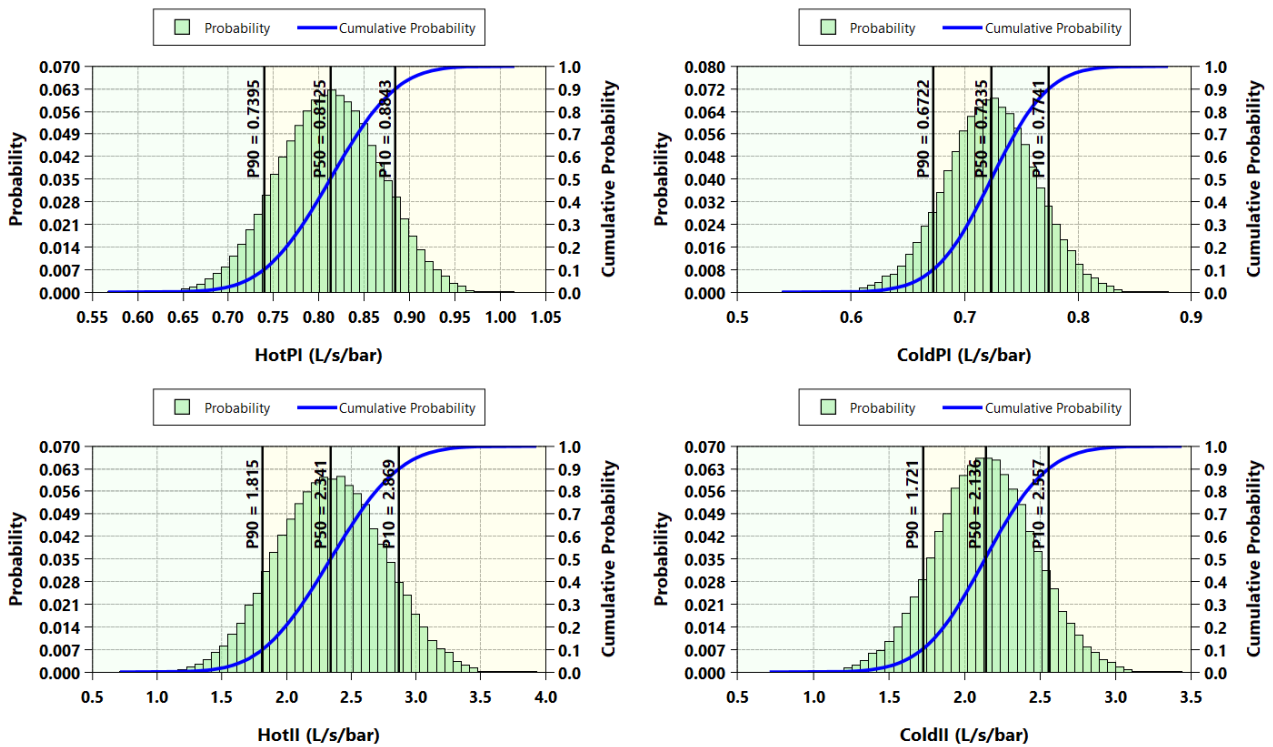 Probability Cumulative Probability
0.070
0.063
0.056
0.049
0.042
0.035
0.028
0.021
0.014
0.007
0.000
Probability
P90 = 0.7395
P50 = 0.8125
P10 = 0.8843
1.0
0.9
0.8
0.7
0.6
0.5
0.4
0.3
0.2
0.1
0.0
Cumulative Probability
0.55 0.60 0.65 0.70 0.75 0.80 0.85 0.90 0.95 1.00 1.05
HotPI (L/s/bar)
Probability Cumulative Probability
0.080
0.072
0.064
0.056
0.048
0.040
0.032
0.024
0.016
0.008
0.000
Probability
P90 = 0.6722
P50 = 0.7235
P10 = 0.7741
1.0
0.9
0.8
0.7
0.6
0.5
0.4
0.3
0.2
0.1
0.0
Cumulative Probability
0.5 0.6 0.7 0.8 0.9
ColdPI (L/s/bar)
Probability Cumulative Probability
0.070
0.063
0.056
0.049
0.042
0.035
0.028
0.021
0.014
0.007
0.000
Probability
P90 = 1.815
P50 = 2.341
P10 = 2.869
1.0
0.9
0.8
0.7
0.6
0.5
0.4
0.3
0.2
0.1
0.0
Cumulative Probability
0.5 1.0 1.5 2.0 2.5 3.0 3.5 4.0
HotII (L/s/bar)
Probability Cumulative Probability
0.070
0.063
0.056
0.049
0.042
0.035
0.028
0.021
0.014
0.007
0.000
Probability
P90 = 1.721
P50 = 2.136
P10 = 2.557
1.0
0.9
0.8
0.7
0.6
0.5
0.4
0.3
0.2
0.1
0.0
Cumulative Probability
0.5 1.0 1.5 2.0 2.5 3.0 3.5
ColdII (L/s/bar)